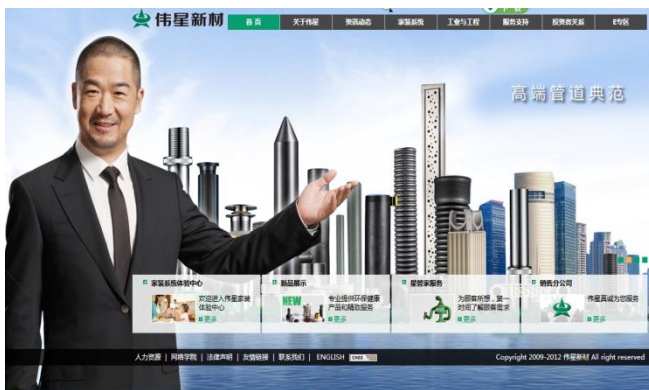 伟星新材
首页 关于伟星 资讯动态 家装系统 工业与工程 服务支持 投资者关系 E专区
高端管道典范
家装系统体验中心
欢迎进入伟星家装
体验中心
更多
新品展示
NEW
专业提供环保健康
产品和精致服务
更多
星管家服务
为顾客所想，第一
时间了解顾客需求
更多
销售分公司
伟星真诚为您服务
更多
人力资源 | 网络学院 | 法律声明 | 友情链接 | 联系我们 | ENGLISH
Copyright 2009-2012 伟星新材 All right reserved